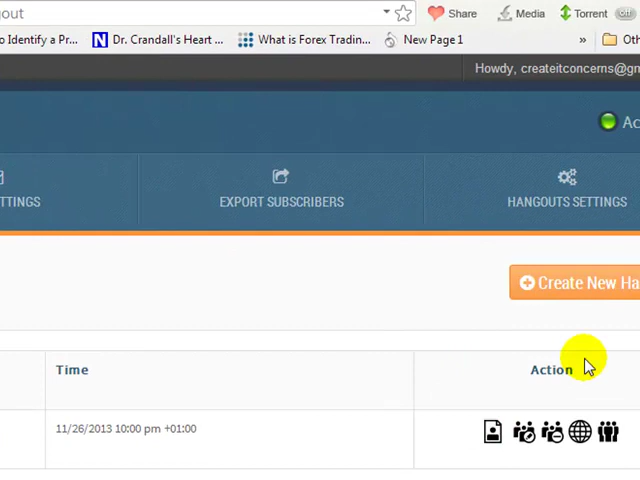 gout
Share
Media
Torrent
off
o Identify a Pr...
N
Dr. Crandall's Heart ...
What is Forex Tradin...
New Page 1
»
Oth
Howdy, createitconcerns@gm
Ac
TTINGS
EXPORT SUBSCRIBERS
HANGOUTS SETTINGS
Create New Ha
Time
Action
11/26/2013 10:00 pm +01:00